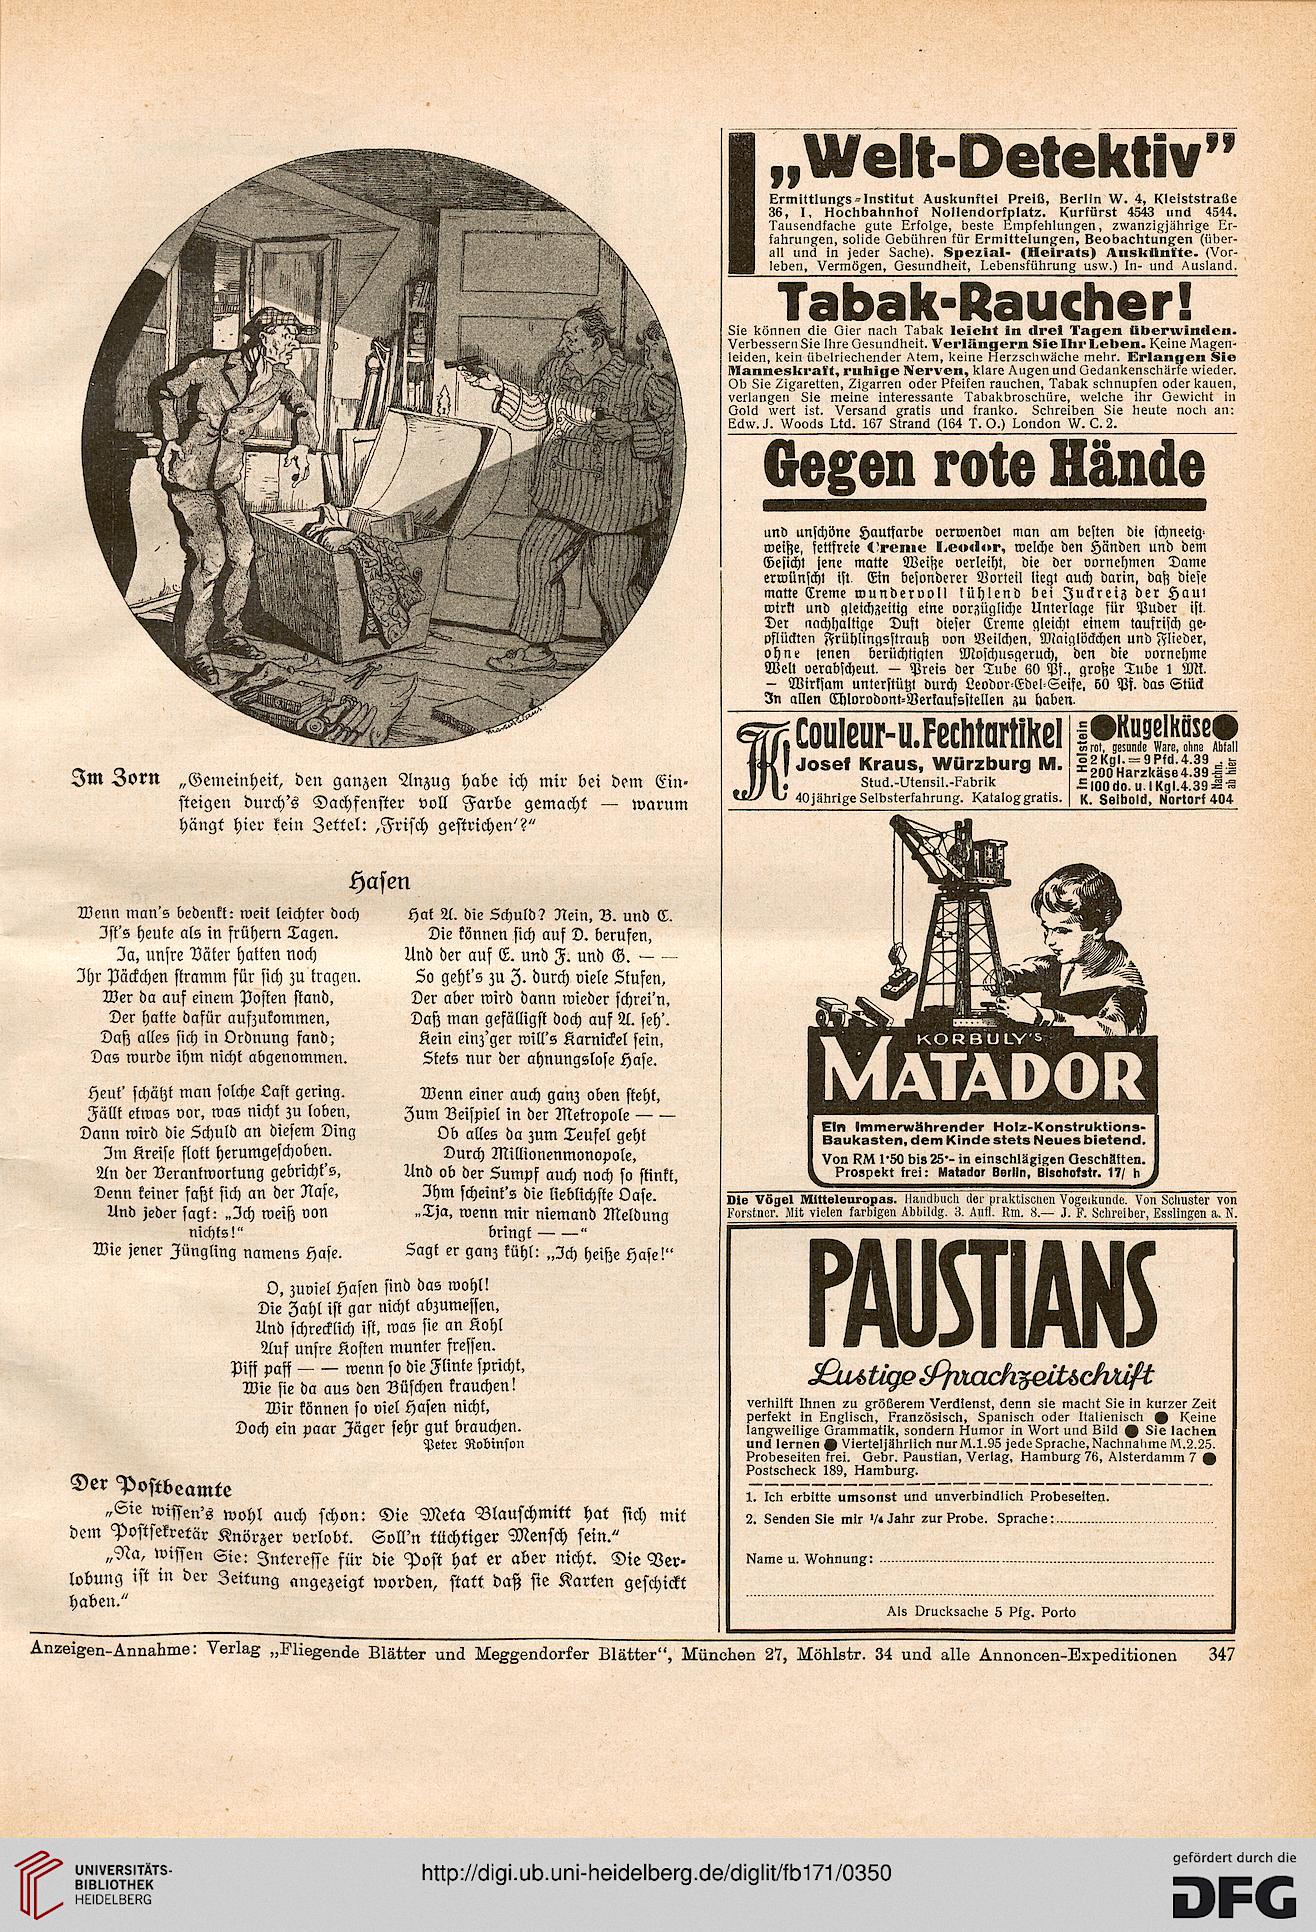 Im Zorn „Gemeinheit, den ganzen Anzug habe ich mir bei dem Ein-
steigen durch's Dachfenster voll Farbe gemacht — warum
hängt hier kein Zettel: ‚Frisch gestrichen'?"
Hasen
Wenn man's bedenkt: weit leichter doch
Ist's heute als in frühern Tagen.
Ja, unsre Väter hatten noch
Ihr Päckchen stramm für sich zu tragen.
Wer da auf einem Posten stand,
Der hatte dafür aufzukommen,
Daß alles sich in Ordnung fand;
Das wurde ihm nicht abgenommen.
Heut' schätzt man solche Last gering.
Fällt etwas vor, was nicht zu loben,
Dann wird die Schuld an diesem Ding
Im Kreise flott herumgeschoben.
An der Verantwortung gebricht's,
Denn keiner faßt sich an der Nase,
Und jeder sagt: „Ich weiß von
nichts!"
Wie jener Jüngling namens Hase.
Hat A. die Schuld? Nein, B. und C.
Die können sich auf D. berufen,
Und der auf E. und F. und G. — —
So geht's zu Z. durch viele Stufen,
Der aber wird dann wieder schrei'n,
Daß man gefälligst doch auf A. seh'.
Kein einz'ger will's Karnickel sein,
Stets nur der ahnungslose Hase.
Wenn einer auch ganz oben steht,
Zum Beispiel in der Metropole — —
Ob alles da zum Teufel geht
Durch Millionenmonopole,
Und ob der Sumpf auch noch so stinkt,
Ihm scheint's die lieblichste Oase.
„Tja, wenn mir niemand Meldung
bringt — —"
Sagt er ganz kühl: „Ich heiße Hase!"
O, zuviel Hasen sind das wohl!
Die Zahl ist gar nicht abzumessen,
Und schrecklich ist, was sie an Kohl
Auf unsre Kosten munter fressen.
Piff paff — — wenn so die Flinte spricht,
Wie sie da aus den Büschen krauchen!
Wir können so viel Hasen nicht,
Doch ein paar Jäger sehr gut brauchen.
Peter Robinson
Der Postbeamte
„Sie wissen's wohl auch schon: Die Meta Blauschmitt hat sich mit
dem Postsekretär Knörzer verlobt. Soll'n tüchtiger Mensch sein."
„Na, wissen Sie: Interesse für die Post hat er aber nicht. Die Ver-
lobung ist in der Zeitung angezeigt worden, statt daß sie Karten geschickt
haben."
„Welt-Detektiv”
Ermittlungs-Institut Auskunftei Preiß, Berlin W. 4, Kleiststraße
36, I, Hochbahnhof Nollendorfplatz. Kurfürst 4543 und 4544.
Tausendfache gute Erfolge, beste Empfehlungen, zwanzigjährige Er-
fahrungen, solide Gebühren für Ermittelungen, Beobachtungen (über-
all und in jeder Sache). Spezial- (Heirats) Auskünfte. (Vor-
leben, Vermögen, Gesundheit, Lebensführung usw.) In- und Ausland.
Tabak-Raucher!
Sie können die Gier nach Tabak leicht in drei Tagen überwinden.
Verbessern Sie Ihre Gesundheit. Verlängern Sie Ihr Leben. Keine Magen-
leiden, kein übelriechender Atem, keine Herzschwäche mehr. Erlangen Sie
Manneskraft, ruhige Nerven, klare Augen und Gedankenschärfe wieder.
Ob Sie Zigaretten, Zigarren oder Pfeifen rauchen, Tabak schnupfen oder kauen,
verlangen Sie meine interessante Tabakbroschüre, welche ihr Gewicht in
Gold wert ist. Versand gratis und franko. Schreiben Sie heute noch an:
Edw. J. Woods Ltd. 167 Strand (164 T. O.) London W. C. 2.
Gegen rote Hände
und unschöne Hautfarbe verwendet man am besten die schneeig-
weiße, fettfreie Creme Leodor, welche den Händen und dem
Gesicht jene matte Weiße verleiht, die der vornehmen Dame
erwünscht ist. Ein besonderer Vorteil liegt auch darin, daß diese
matte Creme wundervoll kühlend bei Juckreiz der Haut
wirkt und gleichzeitig eine vorzügliche Unterlage für Puder ist.
Der nachhaltige Duft dieser Creme gleicht einem taufrisch ge-
pflückten Frühlingsstrauß von Veilchen, Maiglöckchen und Flieder,
ohne jenen berüchtigten Moschusgeruch, den die vornehme
Welt verabscheut. — Preis der Tube 60 Pf., große Tube 1 Mk.
— Wirksam unterstützt durch Leodor-Edel-Seife, 50 Pf. das Stück
In allen Chlorodont-Verkaufsstellen zu haben.
Couleur- u. Fechtartikel
Josef Kraus, Würzburg M.
Stud.-Utensil.-Fabrik
40jährige Selbsterfahrung. Katalog gratis.
Kugelkäse
rot, gesunde Ware, ohne Abfall
2 Kgl. = 9 Pfd. 4.39
200 Harzkäse 4.39
100 do. u. 1 Kgl. 4.39
in Holstein
Nachn.
ab hier
K. Seibold, Nortorf 404
KORBULY'S
MATADOR
Ein immerwährender Holz-Konstruktions-
Baukasten, dem Kinde stets Neues bietend.
Von RM 1·50 bis 25·- in einschlägigen Geschäften.
Prospekt frei: Matador Berlin, Bischofstr. 17/ h
Die Vögel Mitteleuropas. Handbuch der praktischen Vogelkunde. Von Schuster von
Forstner. Mit vielen farbigen Abbildg. 3. Aufl. Rm. 8.— J. F. Schreiber, Esslingen a. N.
PAUSTIANS
Lustige Sprachzeitschrift
verhilft Ihnen zu größerem Verdienst, denn sie macht Sie in kurzer Zeit
perfekt in Englisch, Französisch, Spanisch oder Italienisch ● Keine
langweilige Grammatik, sondern Humor in Wort und Bild ● Sie lachen
und lernen ● Vierteljährlich nur M. 1.95 jede Sprache, Nachnahme M. 2.25.
Probeseiten frei. Gebr. Paustian, Verlag, Hamburg 76, Alsterdamm 7 ●
Postscheck 189, Hamburg.
1. Ich erbitte umsonst und unverbindlich Probeseiten.
2. Senden Sie mir ¼ Jahr zur Probe. Sprache:
Name u. Wohnung:
Als Drucksache 5 Pfg. Porto
Anzeigen-Annahme: Verlag „Fliegende Blätter und Meggendorfer Blätter“, München 27, Möhlstr. 34 und alle Annoncen-Expeditionen 347
UNIVERSITÄTS-
BIBLIOTHEK
HEIDELBERG
http://digi.ub.uni-heidelberg.de/diglit/fb171/0350
gefördert durch die
DFG